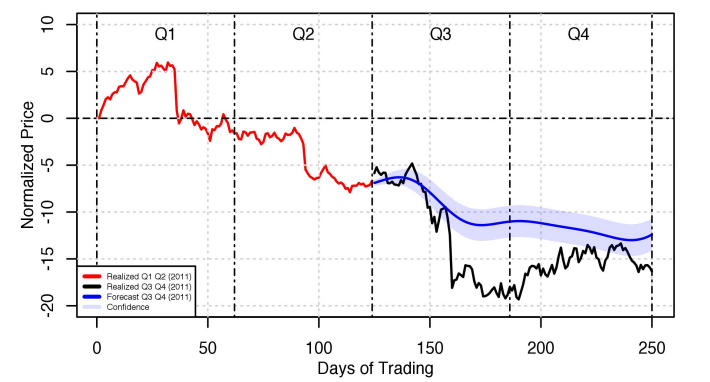 Q1 Q2 Q3 Q4
10
5
0
-5
-10
-15
-20
Normalized Price
Realized Q1 Q2 (2011)
Realized Q3 Q4 (2011)
Forecast Q3 Q4 (2011)
Confidence
0 50 100 150 200 250
Days of Trading